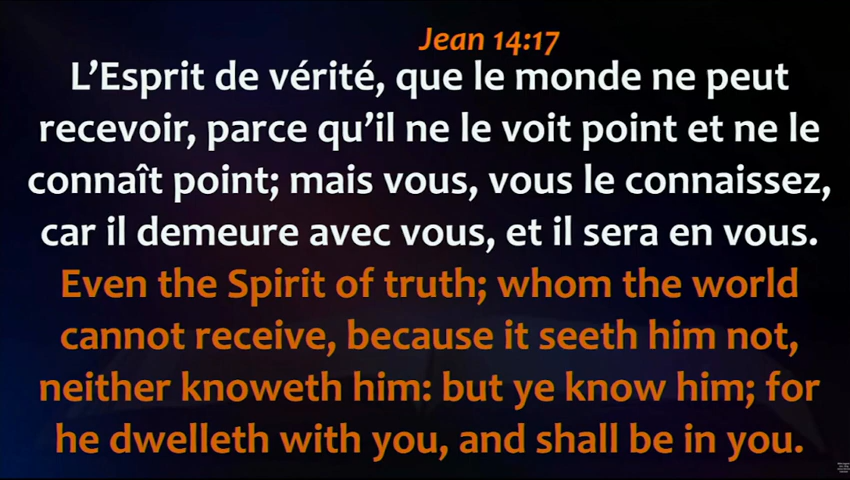 Jean 14:17
L’Esprit de vérité, que le monde ne peut
recevoir, parce qu’il ne le voit point et ne le
connaît point; mais vous, vous le connaissez,
car il demeure avec vous, et il sera en vous.
Even the Spirit of truth; whom the world
cannot receive, because it seeth him not,
neither knoweth him: but ye know him; for
he dwelleth with you, and shall be in you.